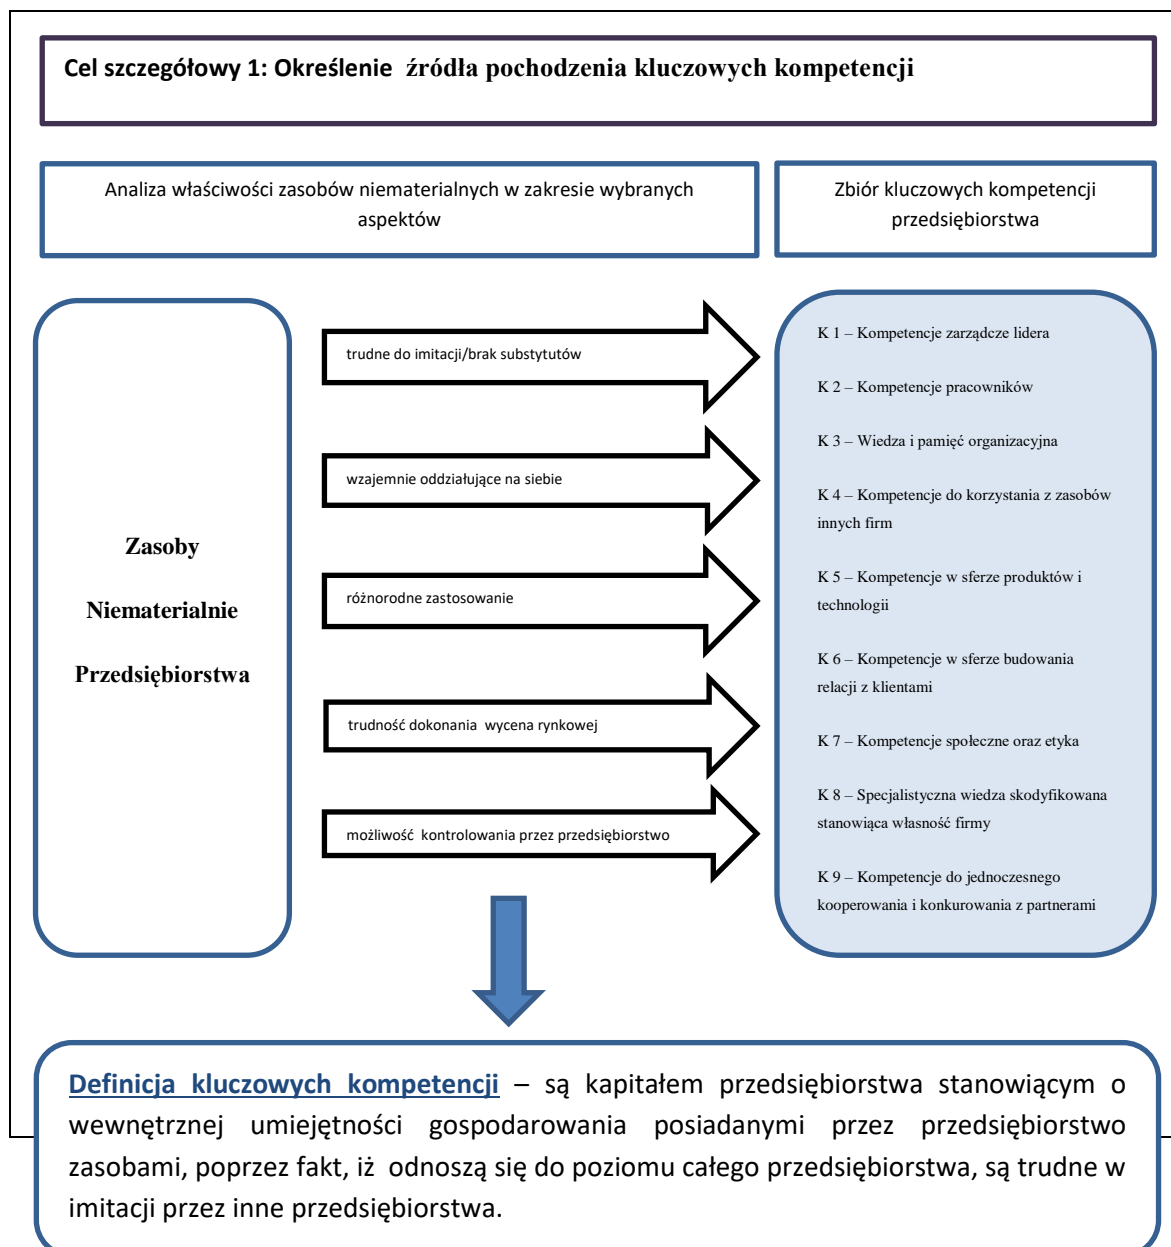 Cel szczegółowy 1: Określenie źródła pochodzenia kluczowych kompetencji
Analiza właściwości zasobów niematerialnych w zakresie wybranych
aspektów
Zbiór kluczowych kompetencji
przedsiębiorstwa
Zasoby
Niematerialnie
Przedsiębiorstwa
trudne do imitacji/brak substytutów
wzajemnie oddziałujące na siebie
różnorodne zastosowanie
trudność dokonania wycena rynkowej
możliwość kontrolowania przez przedsiębiorstwo
K 1 – Kompetencje zarządcze lidera
K 2 – Kompetencje pracowników
K 3 – Wiedza i pamięć organizacyjna
K 4 – Kompetencje do korzystania z zasobów
innych firm
K 5 – Kompetencje w sferze produktów i
technologii
K 6 – Kompetencje w sferze budowania
relacji z klientami
K 7 – Kompetencje społeczne oraz etyka
K 8 – Specjalistyczna wiedza skodyfikowana
stanowiąca własność firmy
K 9 – Kompetencje do jednoczesnego
kooperowania i konkurowania z partnerami
Definicja kluczowych kompetencji – są kapitałem przedsiębiorstwa stanowiącym o
wewnętrznej umiejętności gospodarowania posiadanymi przez przedsiębiorstwo
zasobami, poprzez fakt, iż odnoszą się do poziomu całego przedsiębiorstwa, są trudne w
imitacji przez inne przedsiębiorstwa.